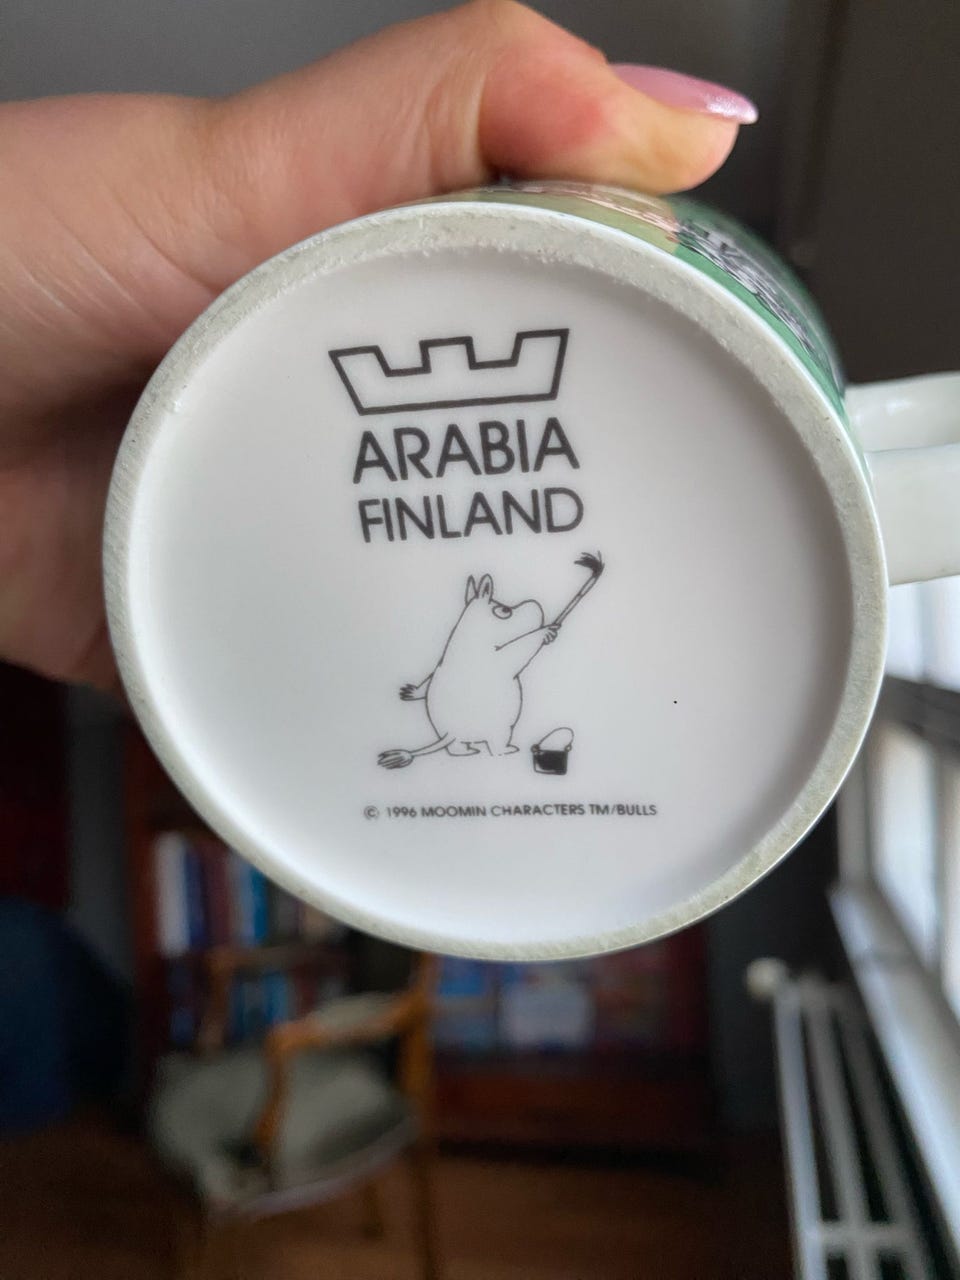 ARABIA
FINLAND
© 1996 MOOMIN CHARACTERS TM/BULLS